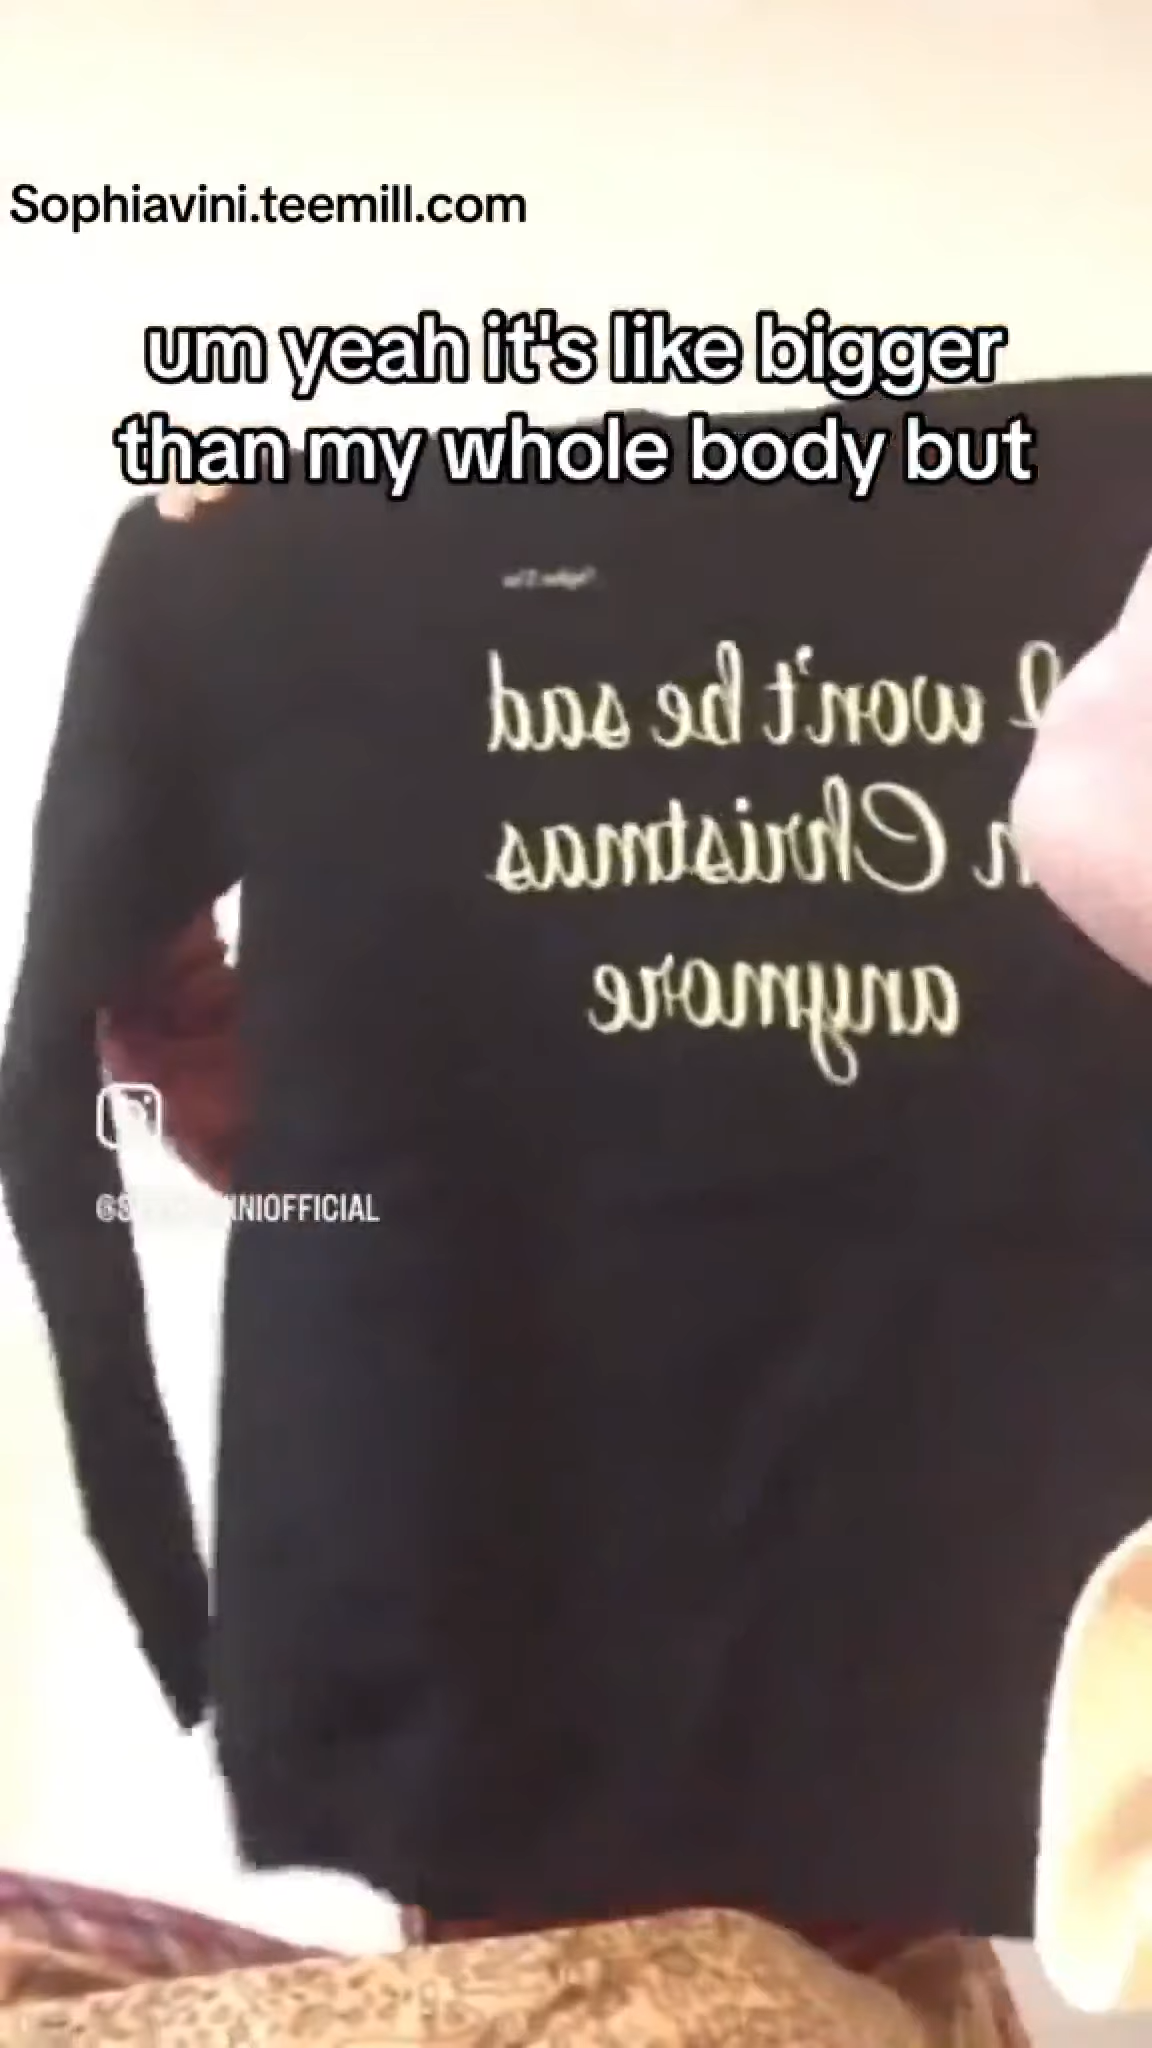 Sophiavini.teemill.com
um yeah it's like bigger
than my whole body but
I won't be sad
Christmas
anymore